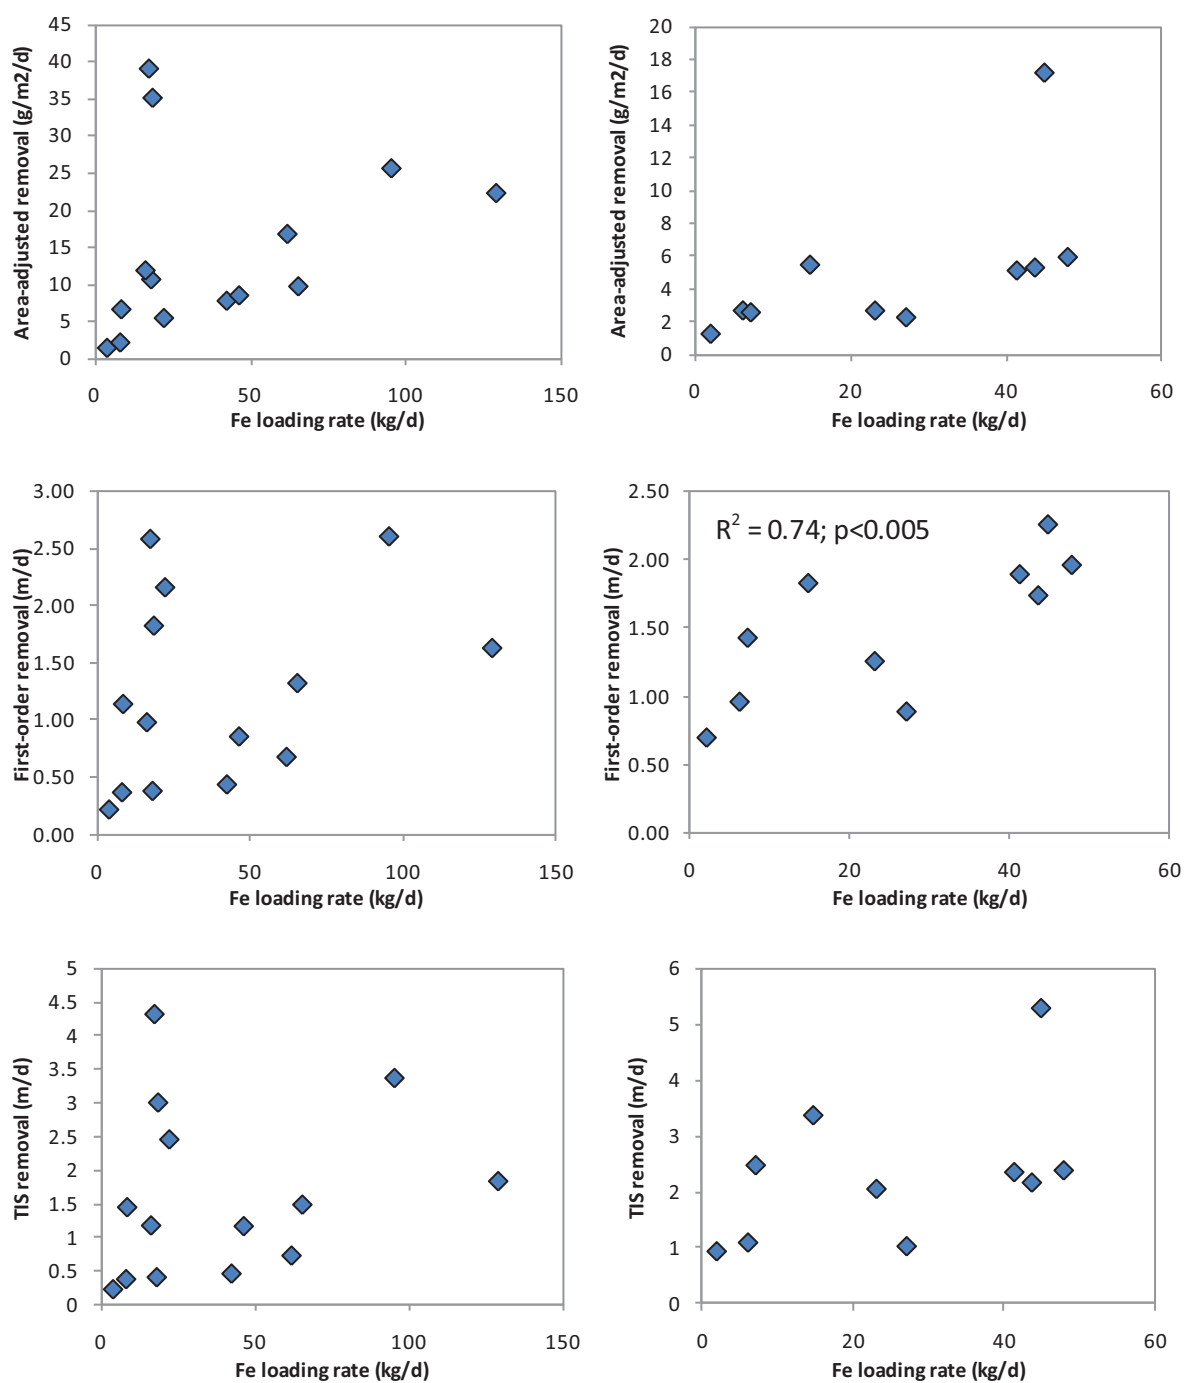 45
40
35
30
25
20
15
10
5
0
Area-adjusted removal (g/m2/d)
0 50 100 150
Fe loading rate (kg/d)
20
18
16
14
12
10
8
6
4
2
0
Area-adjusted removal (g/m2/d)
0 20 40 60
Fe loading rate (kg/d)
3.00
2.50
2.00
1.50
1.00
0.50
0.00
First-order removal (m/d)
0 50 100 150
Fe loading rate (kg/d)
2.50
2.00
1.50
1.00
0.50
0.00
First-order removal (m/d)
R² = 0.74; p<0.005
0 20 40 60
Fe loading rate (kg/d)
5
4.5
4
3.5
3
2.5
2
1.5
1
0.5
0
TIS removal (m/d)
0 50 100 150
Fe loading rate (kg/d)
6
5
4
3
2
1
0
TIS removal (m/d)
0 20 40 60
Fe loading rate (kg/d)